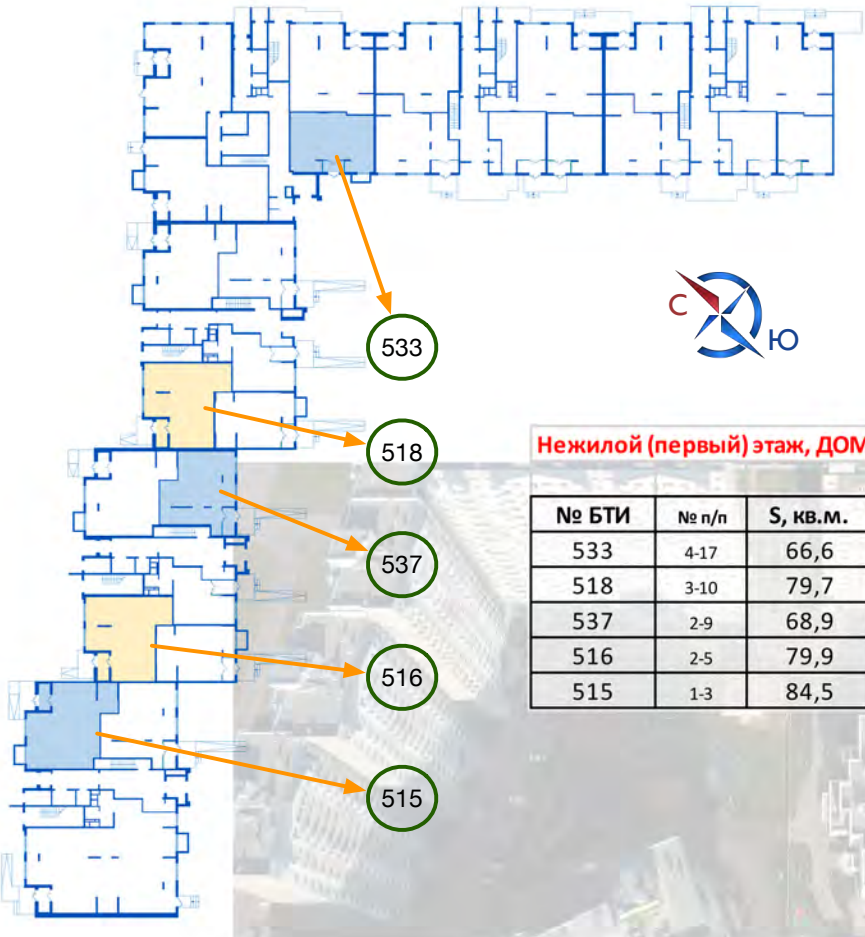 С
Ю
533
518
537
516
515
Нежилой (первый) этаж, ДОМ
№ БТИ № п/п S, кв.м.
533 4-17 66,6
518 3-10 79,7
537 2-9 68,9
516 2-5 79,9
515 1-3 84,5